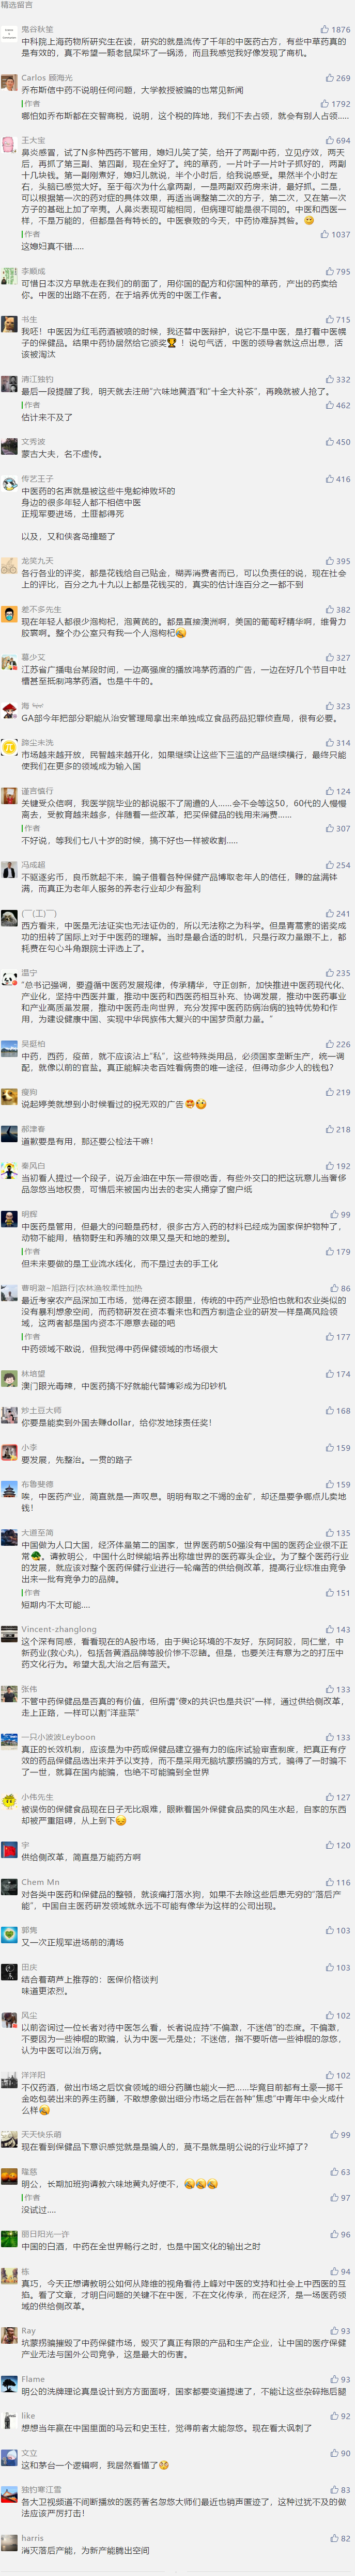 精选留言
鬼谷秋笙 1876
中科院上海药物所研究生在读，研究的就是流传了千年的中医药古方，有些中草药真的
是有效的，真不希望一颗老鼠屎坏了一锅汤，而且我感觉我好像发现了商机。
Carlos 顾海光 269
乔布斯信中药不说明任何问题，大学教授被骗的也常见新闻
作者 1792
哪怕如乔布斯都在交智商税，说明，这个税的阵地，我们不去占领，就会有别人占领.....
王大宝 694
鼻炎感冒，试了N多种西药不管用，媳妇儿笑了笑，给开了两副中药，立见疗效，两天
后，再抓了第三副、第四副，现在全好了。纯的草药，一片叶子一片叶子抓好的，两副
十几块钱。第一副刚煮好，媳妇儿就说，半个小时后，给我说感受。果然半个小时左
右，头脑已感觉大好。至于每次为什么拿两副，一是两副双药房来讲，最好抓。二是，
可以根据第一次的药对症的具体效果，再适当调整第二次的方子，第二次，又在第一次
方子的基础上加了辛夷。人鼻炎表现可能相同，但病理可能是很不同的。中医和西医一
样，不是万能的，但都是各有特长的。中医衰败的今天，中药协难辞其咎。
作者 1037
这媳妇真不错.....
李顺成 795
可惜日本汉方早就走在我们的前面了，用你国的配方和你国种的草药，产出的药卖给
你。中医的出路不在药，在于培养优秀的中医工作者。
书生 715
我呸！中医因为红毛药酒被喷的时候，我还替中医辩护，说它不是中医，是打着中医幌
子的保健品。结果中药协居然给它颁奖！说句气话，中医的领导者就这点出息，活
该被淘汰
清江独钓 332
最后一段提醒了我，明天就去注册“六味地黄酒”和“十全大补茶”，再晚就被人抢了。
作者 462
估计来不及了
文秀波 450
蒙古大夫，名不虚传。
传艺王子 416
中医药的名声就是被这些牛鬼蛇神败坏的
身边的很多年轻人都不相信中医
正规军要进场，土匪都得死
以及，又和侠客岛撞题了
龙笑九天 395
各行各业的评奖，都是花钱给自己贴金，糊弄消费者而已，可以负责任的说，现在社会
上的评比，百分之九十九以上都是花钱买的，真实的估计连百分之一都不到
差不多先生 382
现在年轻人都很少泡枸杞，泡黄芪的。都是直接澳洲啊，美国的葡萄籽精华啊，维骨力
胶囊啊。整个办公室只有我一个人泡枸杞
慕少艾 327
江苏省广播电台某段时间，一边高强度的播放鸿茅药酒的广告，一边在好几个节目中吐
槽甚至抵制鸿茅药酒。也是牛牛的。
海 323
GA部今年把部分职能从治安管理局拿出来单独成立食品药品犯罪侦查局，很有必要。
跨尘未洗 314
市场越来越开放，民智越来越开化，如果继续让这些下三滥的产品继续横行，最终只能
使我们在更多的领域成为输入国
谨言慎行 124
关键受众信啊，我医学院毕业的都说服不了周遭的人......会不会等这50，60代的人慢慢
离去，受教育越来越多，伴随着一些改革，把买保健品的钱用来消费......
作者 307
不好说，等我们七八十岁的时候，搞不好也一样被收割.....
冯成超 254
不驱逐劣币，良币就起不来，骗子借着各种保健产品博取老年人的信任，赚的盆满钵
满，而真正为老年人服务的养老行业却少有盈利
(⌒(工)⌒) 241
西方看来，中医是无法证实也无法证伪的，所以无法称之为科学。但是青蒿素的诺奖成
功的扭转了国际上对于中医药的理解。当时是最合适的时机，只是行政力量跟不上，都
耗费在勾心斗角跟院士评选上了。
温宁 235
“总书记强调，要遵循中医药发展规律，传承精华，守正创新，加快推进中医药现代化、
产业化，坚持中西医并重，推动中医药和西医药相互补充、协调发展，推动中医药事业
和产业高质量发展，推动中医药走向世界，充分发挥中医药防病治病的独特优势和作
用，为建设健康中国、实现中华民族伟大复兴的中国梦贡献力量。”
吴挺柏 226
中药，西药，疫苗，就不应该沾上“私”，这些特殊类用品，必须国家垄断生产，统一调
配，就像以前的官盐。真正能解决老百姓看病贵的唯一途径，但得动多少人的钱包？
瘦狗 219
说起婷美就想到小时候看过的祝无双的广告
郝津春 218
道歉要是有用，那还要公检法干嘛！
秦风白 192
当初看人提过一个段子，说万金油在中东一带很吃香，有些外交口的把这玩意儿当奢侈
品忽悠当地权贵，可惜后来被国内出去的老实人捅穿了窗户纸
明辉 99
中医药是管用，但最大的问题是药材，很多古方入药的材料已经成为国家保护物种了，
动物不能用，植物野生和养殖的效果又是天和地的差别。
作者 179
但未来要做的是工业流水线化，而不是过去的手工化
曹明澈~旭路行|农林渔牧柔性加热 86
最近考察农产品深加工市场，觉得在资本眼里，传统的中药产业恐怕也就和农业类似的
没有暴利想象空间，而药物研发在资本看来也和西方制造企业的研发一样是高风险领
域，这两者都是国内资本不愿意去碰的吧
作者 177
中药领域不敢说，但我觉得中药保健领域的市场很大
林培望 174
澳门眼光毒辣，中医药搞不好就能代替博彩成为印钞机
炒土豆大师 168
你要是能卖到外国去赚dollar，给你发地球责任奖！
小李 159
要发展，先整治。一贯的路子
布鲁斐德 159
唉，中医药产业，简直就是一声叹息。明明有取之不竭的金矿，却还是要争哪点儿卖地
钱！
大道至简 135
中国做为人口大国，经济体量第二的国家，世界医药前50强没有中国的医药企业很不正
常。请教明公，中国什么时候能培养出称雄世界的医药寡头企业。为了整个医药行业
的发展，就应该对整个医药保健行业进行一轮痛苦的供给侧改革，提高行业标准由竞争
出来一批有竞争力的品牌。
作者 151
短期内不太可能....
Vincent-zhanglong 143
这个深有同感，看看现在的A股市场，由于舆论环境的不友好，东阿阿胶，同仁堂，中
新药业(救心丸)，包括各黄酒品牌等股价惨不忍睹。但是，也要关注有意为之的打压中
药文化行为。希望大乱大治之后有蓝天。
张伟 133
不管中药保健品是否真的有价值，但所谓“傻x的共识也是共识”一样，通过供给侧改革，
走上正路，一样可以割“洋韭菜”
一只小波波Leyboon 133
真正的长效机制，应该是为中药或保健品建立强有力的临床试验审查制度，把真正有疗
效的药品保健品选出来并予以支持，而不是采用无脑坑蒙拐骗的方式，骗得了一时骗不
了一世，就算在国内能骗，也绝不可能骗到全世界
小伟先生 127
被误伤的保健食品现在日子无比艰难，眼瞅着国外保健食品卖的风生水起，自家的东西
却被严重阻碍，从上到下
宇 120
供给侧改革，简直是万能药方啊
Chem Mn 116
对各类中医药和保健品的整顿，就该痛打落水狗，如果不去除这些后患无穷的“落后产
能”，中国自主医药研发领域就永远不可能有像华为这样的公司出现。
郭隽 103
又一次正规军进场前的清场
田庆 103
结合看葫芦上推荐的：医保价格谈判
味道更浓烈。
风尘 102
以前咨询过一位长者对待中医怎么看，长者说应持“不偏激，不迷信”的态度。不偏激，
不要因为一些神棍的欺骗，认为中医一无是处；不迷信，指不要听信一些神棍的忽悠，
认为中医可以治万病。
洋洋阳 102
不仅药酒，做出市场之后饮食领域的细分药膳也能火一把......毕竟目前都有土豪一掷千
金吃包装出来的养生药膳，不敢想象做出细分市场之后在各种“焦虑”中青年中会火成什
么样
天天快乐萌 99
现在看到保健品下意识感觉就是是骗人的，莫不是就是明公说的行业坏掉了？
隆慈 63
明公，长期加班狗请教六味地黄丸好使不，
作者 97
没试过....
丽日阳光一许 96
中国的白酒，中药在全世界畅行之时，也是中国文化的输出之时
栎 94
真巧，今天正想请教明公如何从降维的视角看待上峰对中医的支持和社会上中西医的互
掐。看了文章，才明白问题的关键不在中医，不在文化传承，而在经济，是一场医药领
域的供给侧改革。
Ray 93
坑蒙拐骗摧毁了中药保健市场，毁灭了真正有限的产品和生产企业，让中国的医疗保健
产业无法与国外公司竞争，这是最大的伤害。
Flame 93
明公的洗牌理论真是设计到方方面面呀，国家都要变道提速了，不能让这些杂碎拖后腿
like 92
想想当年赢在中国里面的马云和史玉柱，觉得前者太能忽悠。现在看太讽刺了
文立 90
这和茅台一个逻辑啊，我居然看懂了
独钓寒江雪 83
各大卫视频道不间断播放的医药著名忽悠大师们最近也销声匿迹了，这种过犹不及的做
法应该严厉打击！
harris 82
消灭落后产能，为新产能腾出空间